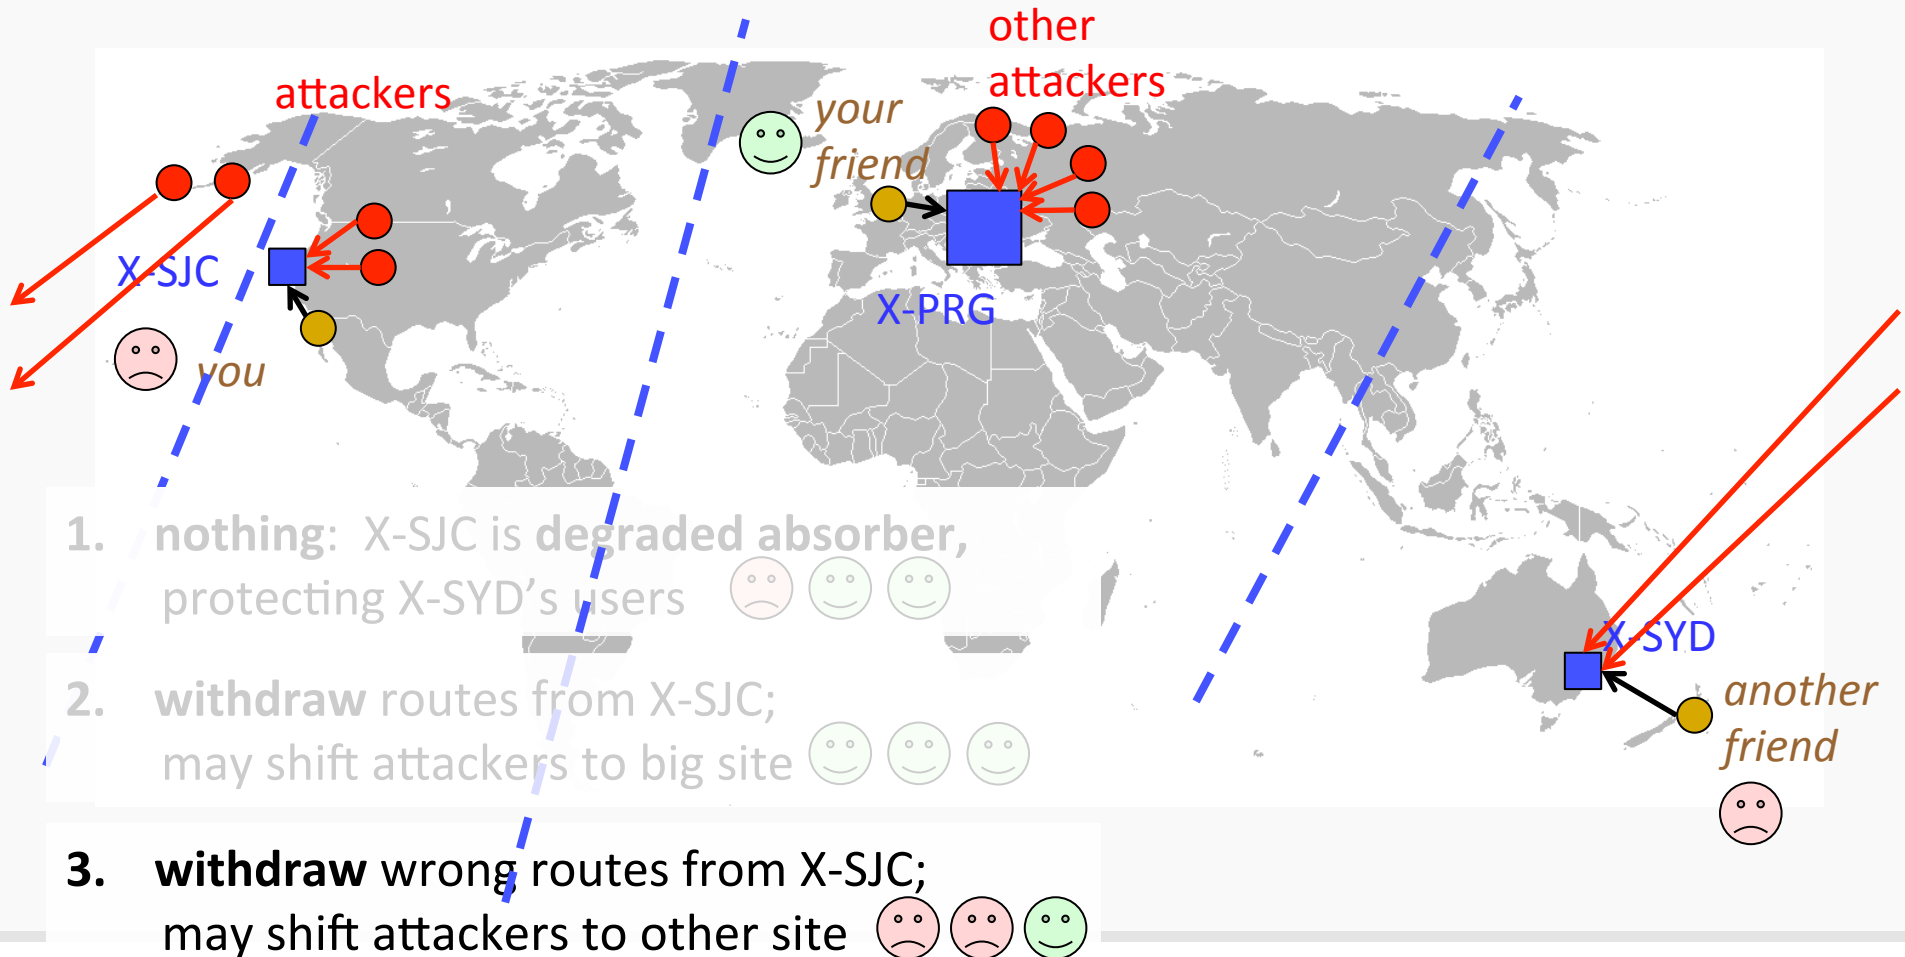 other
attackers
attackers
your
friend
X-SJC
X-PRG
you
1. nothing: X-SJC is degraded absorber,
protecting X-SYD's users
X-SYD
2. withdraw routes from X-SJC;
may shift attackers to big site
another
friend
3. withdraw wrong routes from X-SJC;
may shift attackers to other site